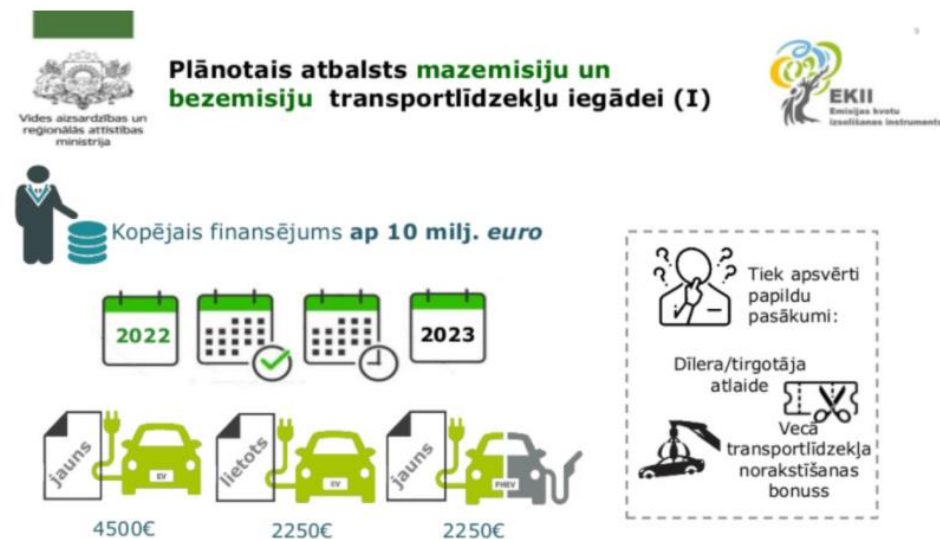 9
Plānotais atbalsts mazemisiju un
bezemisiju transportlīdzekļu iegādei (I)
Vides aizsardzības un
reģionālās attīstības
ministrija
EKII
Emisijas kvotu
izsolīšanas instruments
Kopējais finansējums ap 10 milj. euro
2022
2023
jauns
EV
4500€
lietots
EV
2250€
jauns
PHEV
2250€
Tiek apsvērti
papildu
pasākumi:
Dīlera/tirgotāja
atlaide
Vecā
transportlīdzekļa
norakstīšanas
bonuss